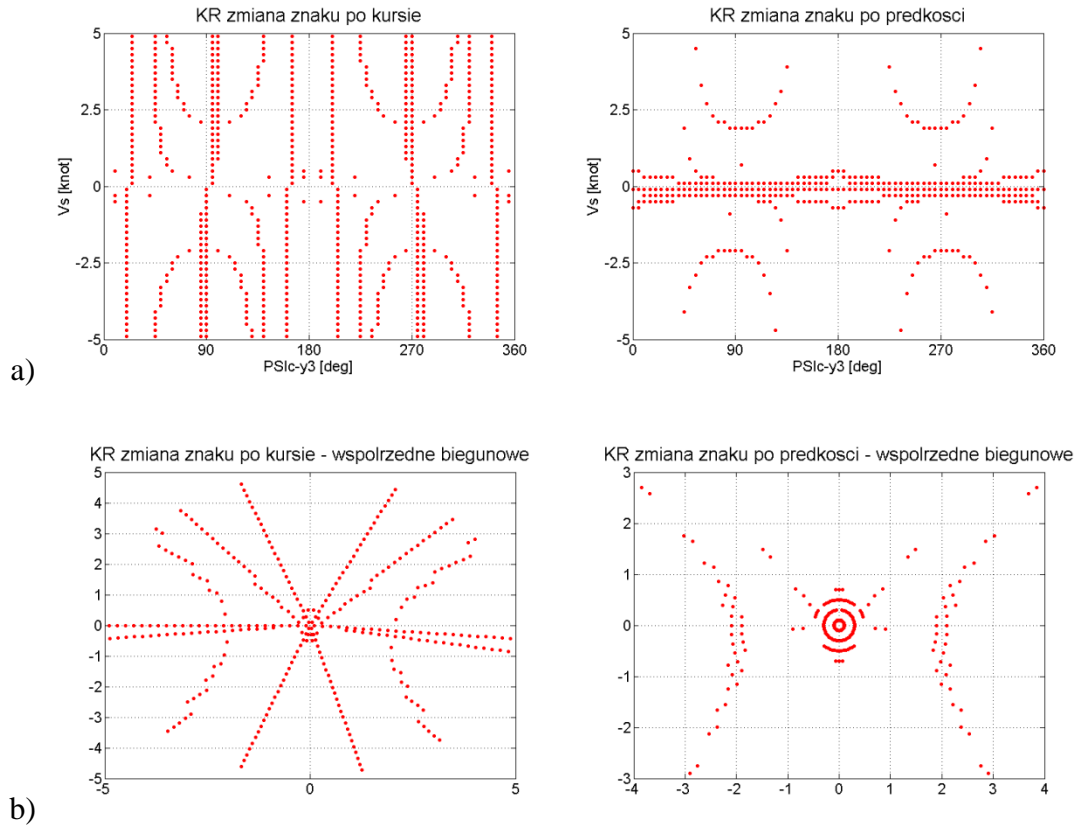 KR zmiana znaku po kursie
5
2.5
0
-2.5
-5
Vs [knot]
0 90 180 270 360
PSIc-y3 [deg]
KR zmiana znaku po predkosci
5
2.5
0
-2.5
-5
Vs [knot]
0 90 180 270 360
PSIc-y3 [deg]
a)
KR zmiana znaku po kursie - wspolrzedne biegunowe
5
4
3
2
1
0
-1
-2
-3
-4
-5
-5 0 5
KR zmiana znaku po predkosci - wspolrzedne biegunowe
3
2
1
0
-1
-2
-3
-4 -3 -2 -1 0 1 2 3 4
b)